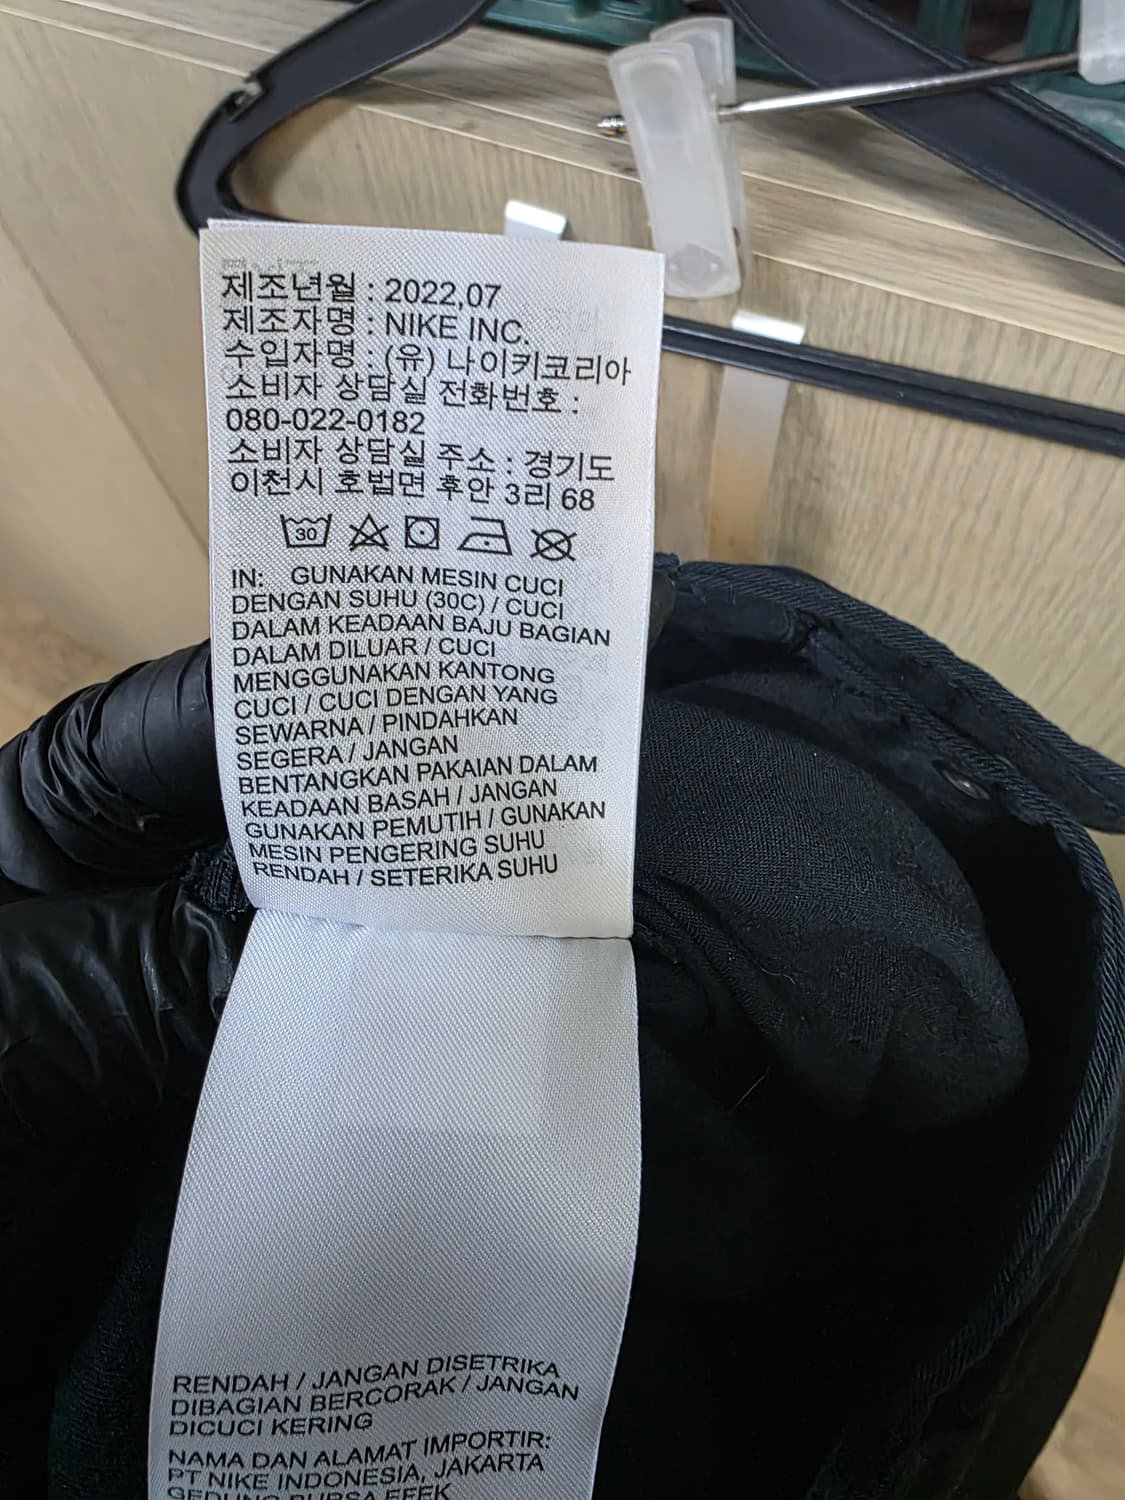 제조년월 : 2022,07
제조자명 : NIKE INC.
수입자명 : (유) 나이키코리아
소비자 상담실 전화번호 :
080-022-0182
소비자 상담실 주소 : 경기도
이천시 호법면 후안 3리 68
30
IN: GUNAKAN MESIN CUCI
DENGAN SUHU (30C) / CUCI
DALAM KEADAAN BAJU BAGIAN
DALAM DILUAR / CUCI
MENGGUNAKAN KANTONG
CUCI / CUCI DENGAN YANG
SEWARNA / PINDAHKAN
SEGERA / JANGAN
BENTANGKAN PAKAIAN DALAM
KEADAAN BASAH / JANGAN
GUNAKAN PEMUTIH / GUNAKAN
MESIN PENGERING SUHU
RENDAH / SETERIKA SUHU
RENDAH / JANGAN DISETRIKA
DIBAGIAN BERCORAK / JANGAN
DICUCI KERING
NAMA DAN ALAMAT IMPORTIR:
PT NIKE INDONESIA, JAKARTA
GEDUNG BURSA EFEK